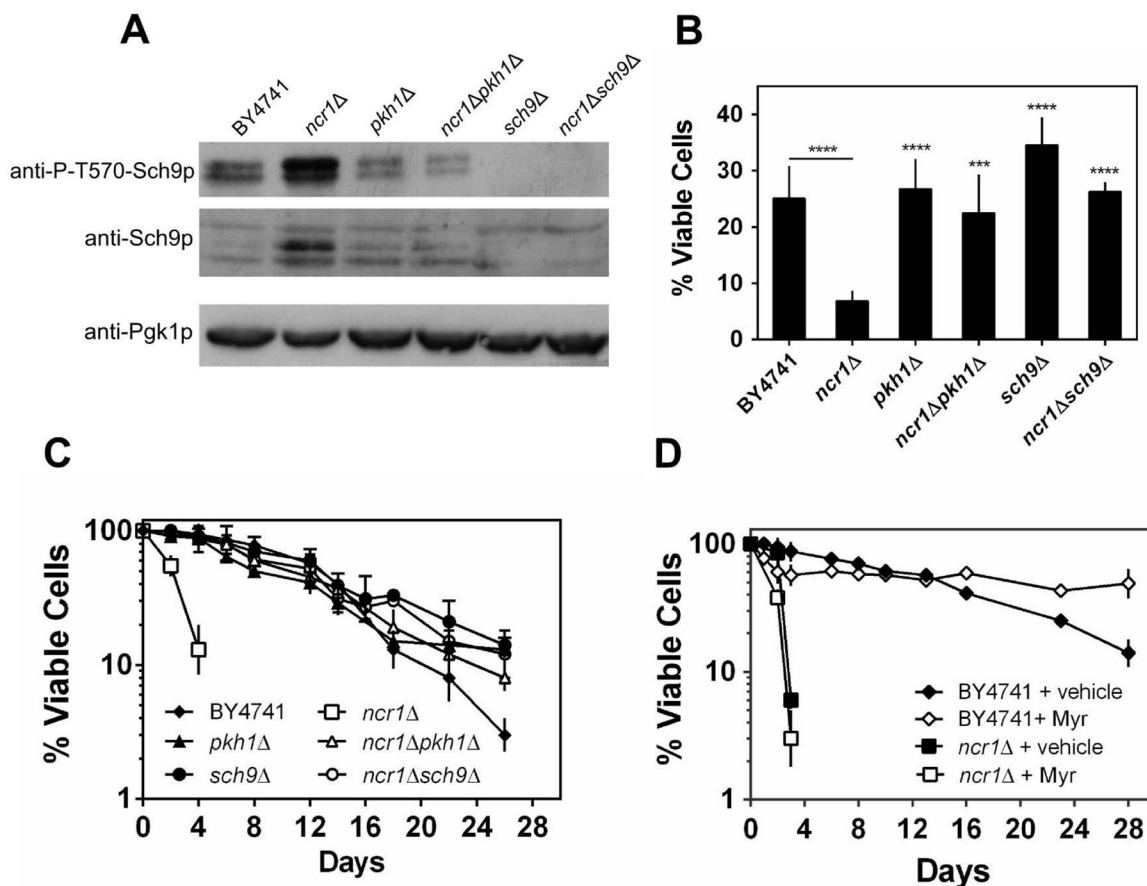 A
BY4741
ncr1Δ
pkh1Δ
ncr1Δpkh1Δ
sch9Δ
ncr1Δsch9Δ
anti-P-T570-Sch9p
anti-Sch9p
anti-Pgk1p
B
% Viable Cells
40
30
20
10
0
****
****
***
****
****
BY4741
ncr1Δ
pkh1Δ
ncr1Δpkh1Δ
sch9Δ
ncr1Δsch9Δ
C
% Viable Cells
100
10
1
BY4741
ncr1Δ
pkh1Δ
ncr1Δpkh1Δ
sch9Δ
ncr1Δsch9Δ
0 4 8 12 16 20 24 28
Days
D
% Viable Cells
100
10
1
BY4741 + vehicle
BY4741+ Myr
ncr1Δ + vehicle
ncr1Δ + Myr
0 4 8 12 16 20 24 28
Days